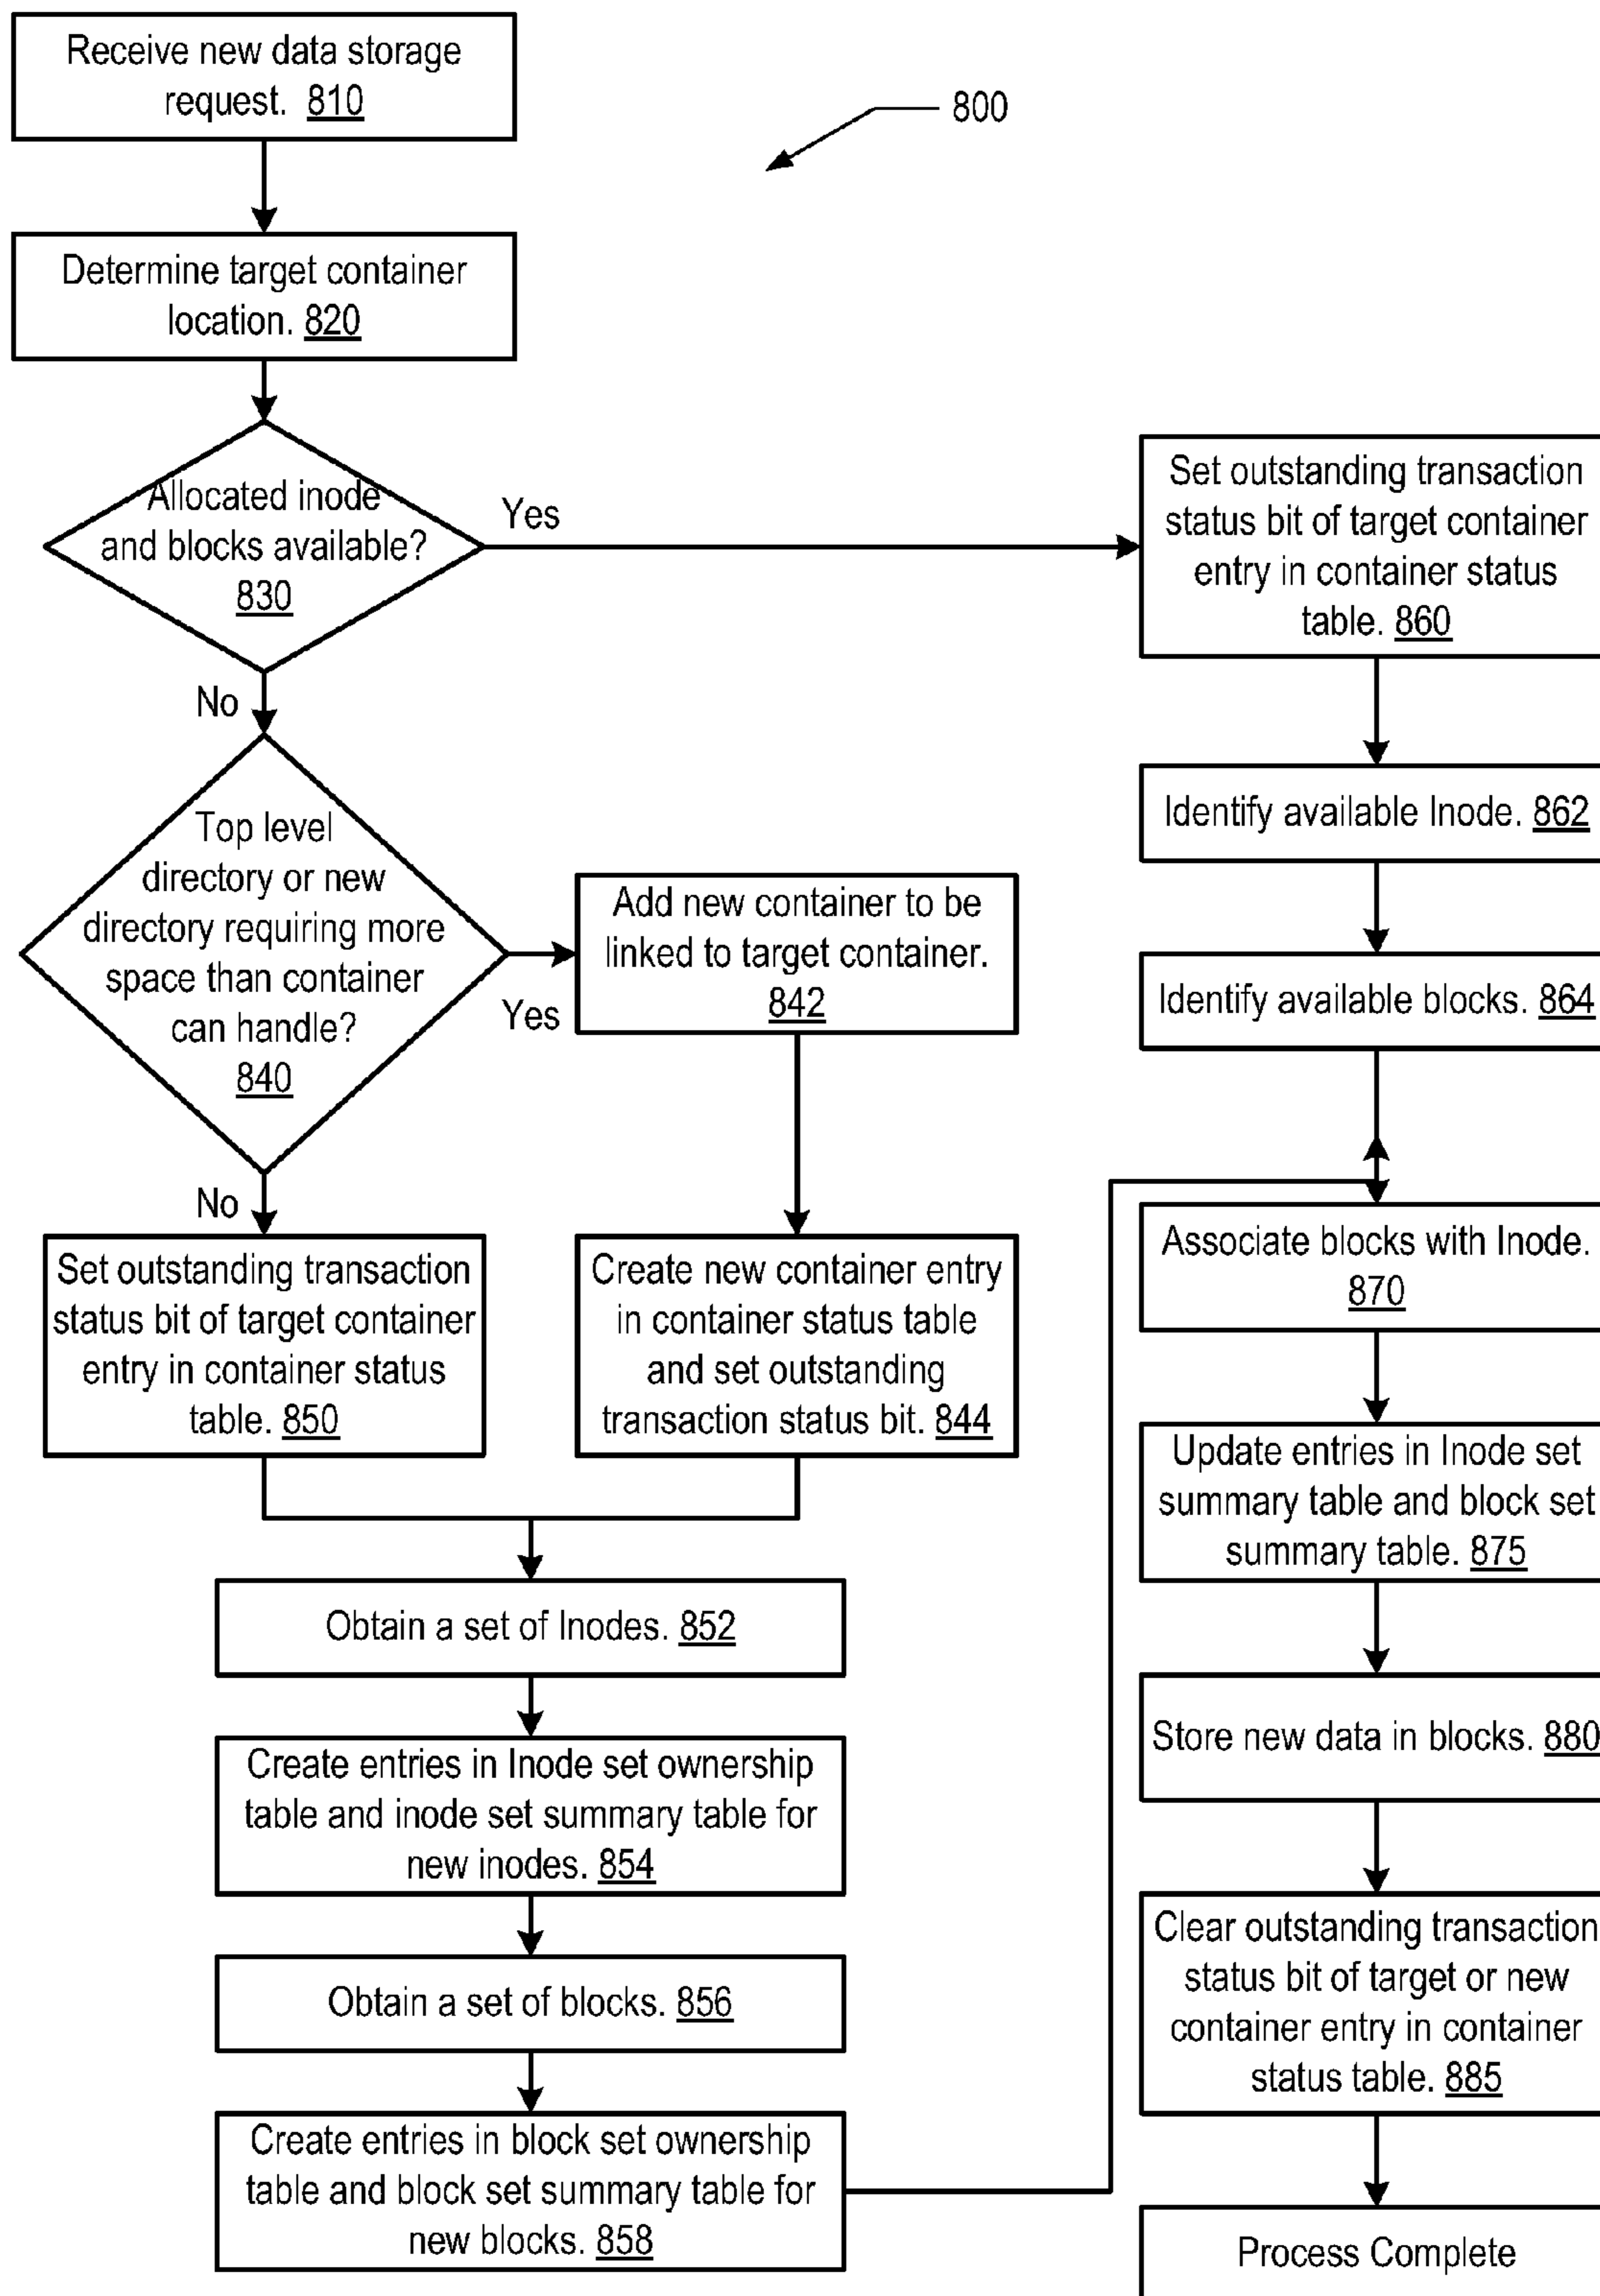 Receive new data storage
request. 810
800
Determine target container
location. 820
Allocated inode
and blocks available?
830
Yes
No
Top level
directory or new
directory requiring more
space than container
can handle?
840
Yes
No
Add new container to be
linked to target container.
842
Set outstanding transaction
status bit of target container
entry in container status
table. 850
Create new container entry
in container status table
and set outstanding
transaction status bit. 844
Obtain a set of Inodes. 852
Create entries in Inode set ownership
table and inode set summary table for
new inodes. 854
Obtain a set of blocks. 856
Create entries in block set ownership
table and block set summary table for
new blocks. 858
Set outstanding transaction
status bit of target container
entry in container status
table. 860
Identify available Inode. 862
Identify available blocks. 864
Associate blocks with Inode.
870
Update entries in Inode set
summary table and block set
summary table. 875
Store new data in blocks. 880
Clear outstanding transaction
status bit of target or new
container entry in container
status table. 885
Process Complete